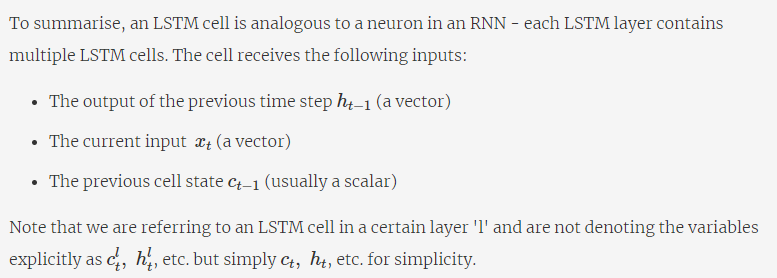 To summarise, an LSTM cell is analogous to a neuron in an RNN - each LSTM layer contains
multiple LSTM cells. The cell receives the following inputs:
• The output of the previous time step h_{t−1} (a vector)
• The current input x_t (a vector)
• The previous cell state c_{t−1} (usually a scalar)
Note that we are referring to an LSTM cell in a certain layer 'l' and are not denoting the variables
explicitly as c_t^l, h_t^l, etc. but simply c_t, h_t, etc. for simplicity.